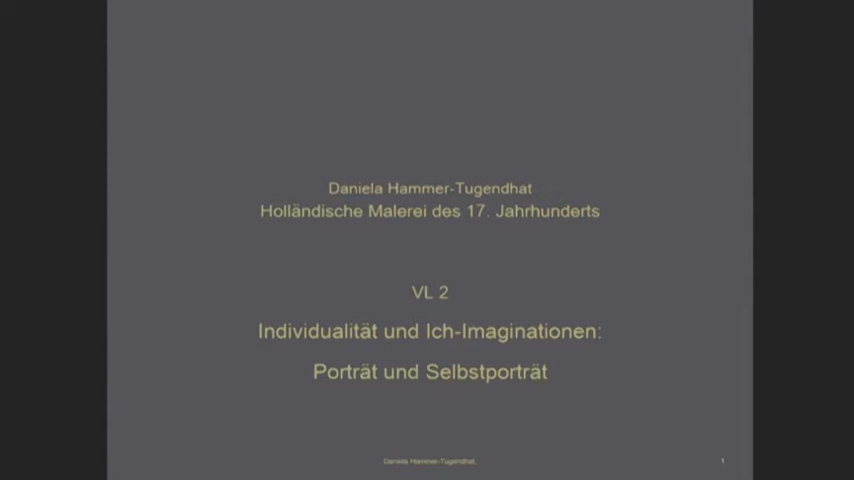 Daniela Hammer-Tugendhat
Holländische Malerei des 17. Jahrhunderts
VL 2
Individualität und Ich-Imaginationen:
Porträt und Selbstporträt
Daniela Hammer-Tugendhat,
1